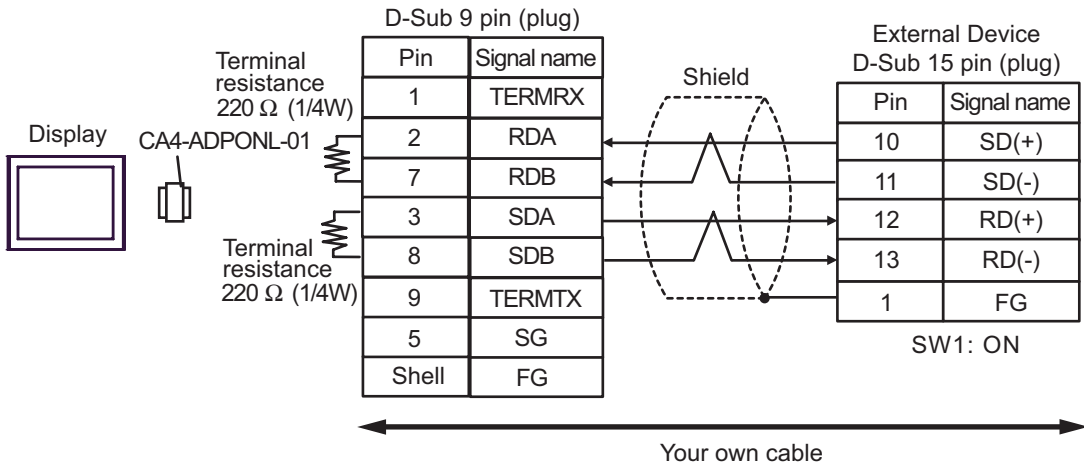 D-Sub 9 pin (plug)
Terminal
resistance
220 Ω (1/4W)
Display
CA4-ADPONL-01
Terminal
resistance
220 Ω (1/4W)
Pin Signal name
1 TERMRX
2 RDA
7 RDB
3 SDA
8 SDB
9 TERMTX
5 SG
Shell FG
Shield
External Device
D-Sub 15 pin (plug)
Pin Signal name
10 SD(+)
11 SD(-)
12 RD(+)
13 RD(-)
1 FG
SW1: ON
Your own cable